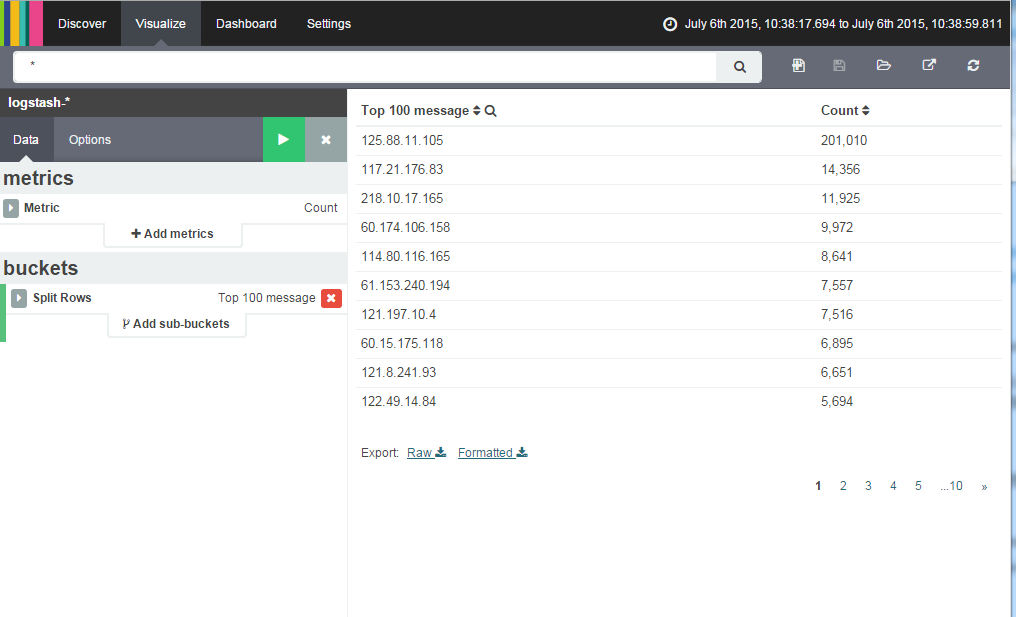 Discover Visualize Dashboard Settings July 6th 2015, 10:38:17.694 to July 6th 2015, 10:38:59.811
*
logstash-*
Data Options
metrics
Metric Count
Add metrics
buckets
Split Rows Top 100 message
Add sub-buckets
Top 100 message Count
125.88.11.105 201,010
117.21.176.83 14,356
218.10.17.165 11,925
60.174.106.158 9,972
114.80.116.165 8,641
61.153.240.194 7,557
121.197.10.4 7,516
60.15.175.118 6,895
121.8.241.93 6,651
122.49.14.84 5,694
Export: Raw Formatted
1 2 3 4 5 ...10 »